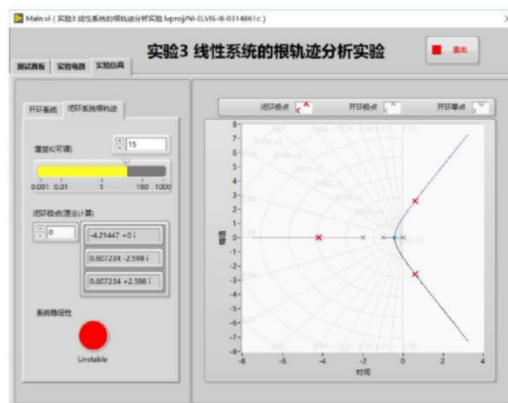 Main.vi（实验3 线性系统的根轨迹分析实验.lvproj/NI-ELVIS-III-0314861c）
实验3 线性系统的根轨迹分析实验
退出
测试面板 实验电路 实验仿真
开环系统 闭环系统根轨迹
增益K(可调)
15
0.001 0.01 1 100 1000
闭环极点(理论计算)
0
-4.21447 +0 i
0.607234 -2.598 i
0.607234 +2.598 i
系统稳定性
Unstable
闭环极点 开环极点 开环零点
8
7
6
5
4
3
2
1
0
-1
-2
-3
-4
-5
-6
-7
-8
幅值
-8 -6 -4 -2 0 2 4
时间